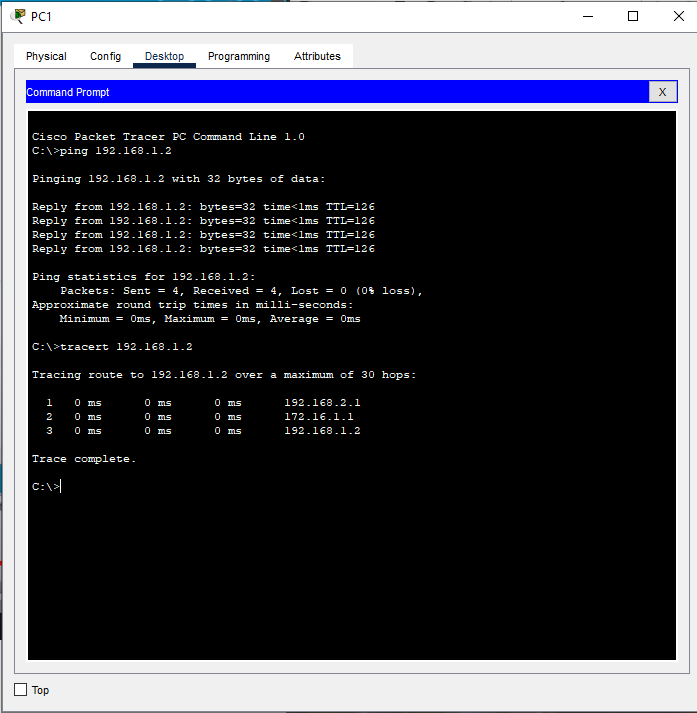 PC1
Physical Config Desktop Programming Attributes
Command Prompt X
Cisco Packet Tracer PC Command Line 1.0
C:\>ping 192.168.1.2
Pinging 192.168.1.2 with 32 bytes of data:
Reply from 192.168.1.2: bytes=32 time<1ms TTL=126
Reply from 192.168.1.2: bytes=32 time<1ms TTL=126
Reply from 192.168.1.2: bytes=32 time<1ms TTL=126
Reply from 192.168.1.2: bytes=32 time<1ms TTL=126
Ping statistics for 192.168.1.2:
Packets: Sent = 4, Received = 4, Lost = 0 (0% loss),
Approximate round trip times in milli-seconds:
Minimum = 0ms, Maximum = 0ms, Average = 0ms
C:\>tracert 192.168.1.2
Tracing route to 192.168.1.2 over a maximum of 30 hops:
1 0 ms 0 ms 0 ms 192.168.2.1
2 0 ms 0 ms 0 ms 172.16.1.1
3 0 ms 0 ms 0 ms 192.168.1.2
Trace complete.
C:\>
Top